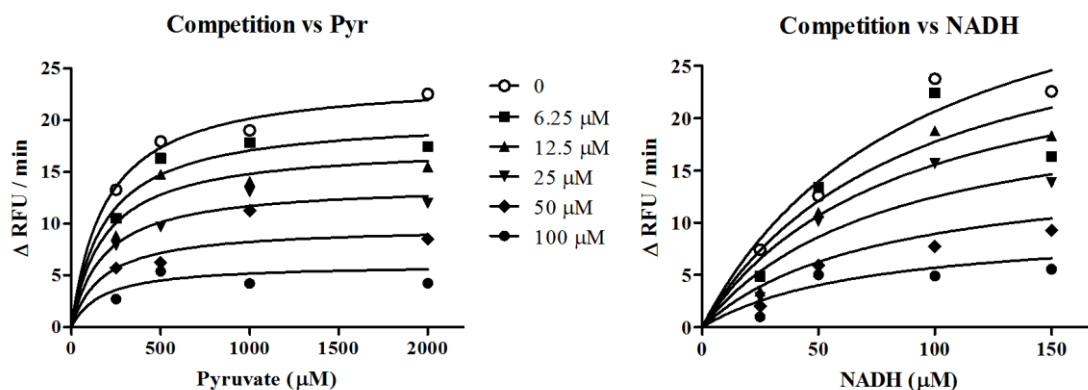 Competition vs Pyr
Δ RFU / min
25
20
15
10
5
0
0
500
1000
1500
2000
Pyruvate (μM)
0
6.25 μM
12.5 μM
25 μM
50 μM
100 μM
Competition vs NADH
Δ RFU / min
25
20
15
10
5
0
0
50
100
150
NADH (μM)